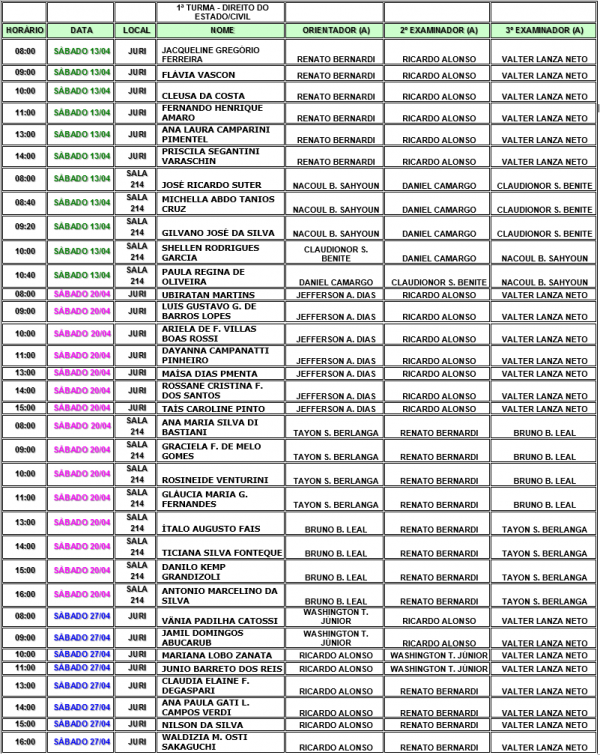 1ª TURMA - DIREITO DO ESTADO/CIVIL
HORÁRIO DATA LOCAL NOME ORIENTADOR (A) 2º EXAMINADOR (A) 3º EXAMINADOR (A)
08:00 SÁBADO 13/04 JURI JACQUELINE GREGÓRIO FERREIRA RENATO BERNARDI RICARDO ALONSO VALTER LANZA NETO
09:00 SÁBADO 13/04 JURI FLÁVIA VASCON RENATO BERNARDI RICARDO ALONSO VALTER LANZA NETO
10:00 SÁBADO 13/04 JURI CLEUSA DA COSTA RENATO BERNARDI RICARDO ALONSO VALTER LANZA NETO
11:00 SÁBADO 13/04 JURI FERNANDO HENRIQUE AMARO RENATO BERNARDI RICARDO ALONSO VALTER LANZA NETO
13:00 SÁBADO 13/04 JURI ANA LAURA CAMPARINI PIMENTEL RENATO BERNARDI RICARDO ALONSO VALTER LANZA NETO
14:00 SÁBADO 13/04 JURI PRISCILA SEGANTINI VARASCHIN RENATO BERNARDI RICARDO ALONSO VALTER LANZA NETO
08:00 SÁBADO 13/04 SALA 214 JOSÉ RICARDO SUTER NACOUL B. SAHYOUN DANIEL CAMARGO CLAUDIONOR S. BENITE
08:40 SÁBADO 13/04 SALA 214 MICHELLA ABDO TANIOS CRUZ NACOUL B. SAHYOUN DANIEL CAMARGO CLAUDIONOR S. BENITE
09:20 SÁBADO 13/04 SALA 214 GILVANO JOSÉ DA SILVA NACOUL B. SAHYOUN DANIEL CAMARGO CLAUDIONOR S. BENITE
10:00 SÁBADO 13/04 SALA 214 SHELLEN RODRIGUES GARCIA CLAUDIONOR S. BENITE DANIEL CAMARGO NACOUL B. SAHYOUN
10:40 SÁBADO 13/04 SALA 214 PAULA REGINA DE OLIVEIRA DANIEL CAMARGO CLAUDIONOR S. BENITE NACOUL B. SAHYOUN
08:00 SÁBADO 20/04 JURI UBIRATAN MARTINS JEFFERSON A. DIAS RICARDO ALONSO VALTER LANZA NETO
09:00 SÁBADO 20/04 JURI LUIS GUSTAVO G. DE BARROS LOPES JEFFERSON A. DIAS RICARDO ALONSO VALTER LANZA NETO
10:00 SÁBADO 20/04 JURI ARIELA DE F. VILLAS BOAS ROSSI JEFFERSON A. DIAS RICARDO ALONSO VALTER LANZA NETO
11:00 SÁBADO 20/04 JURI DAYANNA CAMPANATTI PINHEIRO JEFFERSON A. DIAS RICARDO ALONSO VALTER LANZA NETO
13:00 SÁBADO 20/04 JURI MAÍSA DIAS PMENTA JEFFERSON A. DIAS RICARDO ALONSO VALTER LANZA NETO
14:00 SÁBADO 20/04 JURI ROSSANE CRISTINA F. DOS SANTOS JEFFERSON A. DIAS RICARDO ALONSO VALTER LANZA NETO
15:00 SÁBADO 20/04 JURI TAÍS CAROLINE PINTO JEFFERSON A. DIAS RICARDO ALONSO VALTER LANZA NETO
08:00 SÁBADO 20/04 SALA 214 ANA MARIA SILVA DI BASTIANI TAYON S. BERLANGA RENATO BERNARDI BRUNO B. LEAL
09:00 SÁBADO 20/04 SALA 214 GRACIELA F. DE MELO GOMES TAYON S. BERLANGA RENATO BERNARDI BRUNO B. LEAL
10:00 SÁBADO 20/04 SALA 214 ROSINEIDE VENTURINI TAYON S. BERLANGA RENATO BERNARDI BRUNO B. LEAL
11:00 SÁBADO 20/04 SALA 214 GLÁUCIA MARIA G. FERNANDES TAYON S. BERLANGA RENATO BERNARDI BRUNO B. LEAL
13:00 SÁBADO 20/04 SALA 214 ÍTALO AUGUSTO FAIS BRUNO B. LEAL RENATO BERNARDI TAYON S. BERLANGA
14:00 SÁBADO 20/04 SALA 214 TICIANA SILVA FONTEQUE BRUNO B. LEAL RENATO BERNARDI TAYON S. BERLANGA
15:00 SÁBADO 20/04 SALA 214 DANILO KEMP GRANDIZOLI BRUNO B. LEAL RENATO BERNARDI TAYON S. BERLANGA
16:00 SÁBADO 20/04 SALA 214 ANTONIO MARCELINO DA SILVA BRUNO B. LEAL RENATO BERNARDI TAYON S. BERLANGA
08:00 SÁBADO 27/04 JURI VÂNIA PADILHA CATOSSI WASHINGTON T. JÚNIOR RICARDO ALONSO VALTER LANZA NETO
09:00 SÁBADO 27/04 JURI JAMIL DOMINGOS ABUCARUB WASHINGTON T. JÚNIOR RICARDO ALONSO VALTER LANZA NETO
10:00 SÁBADO 27/04 JURI MARIANA LOBO ZANATA RICARDO ALONSO WASHINGTON T. JÚNIOR VALTER LANZA NETO
11:00 SÁBADO 27/04 JURI JUNIO BARRETO DOS REIS RICARDO ALONSO WASHINGTON T. JÚNIOR VALTER LANZA NETO
13:00 SÁBADO 27/04 JURI CLAUDIA ELAINE F. DEGASPARI RICARDO ALONSO RENATO BERNARDI VALTER LANZA NETO
14:00 SÁBADO 27/04 JURI ANA PAULA GATI L. CAMPOS VERDI RICARDO ALONSO RENATO BERNARDI VALTER LANZA NETO
15:00 SÁBADO 27/04 JURI NILSON DA SILVA RICARDO ALONSO RENATO BERNARDI VALTER LANZA NETO
16:00 SÁBADO 27/04 JURI WALDIZIA M. OSTI SAKAGUCHI RICARDO ALONSO RENATO BERNARDI VALTER LANZA NETO